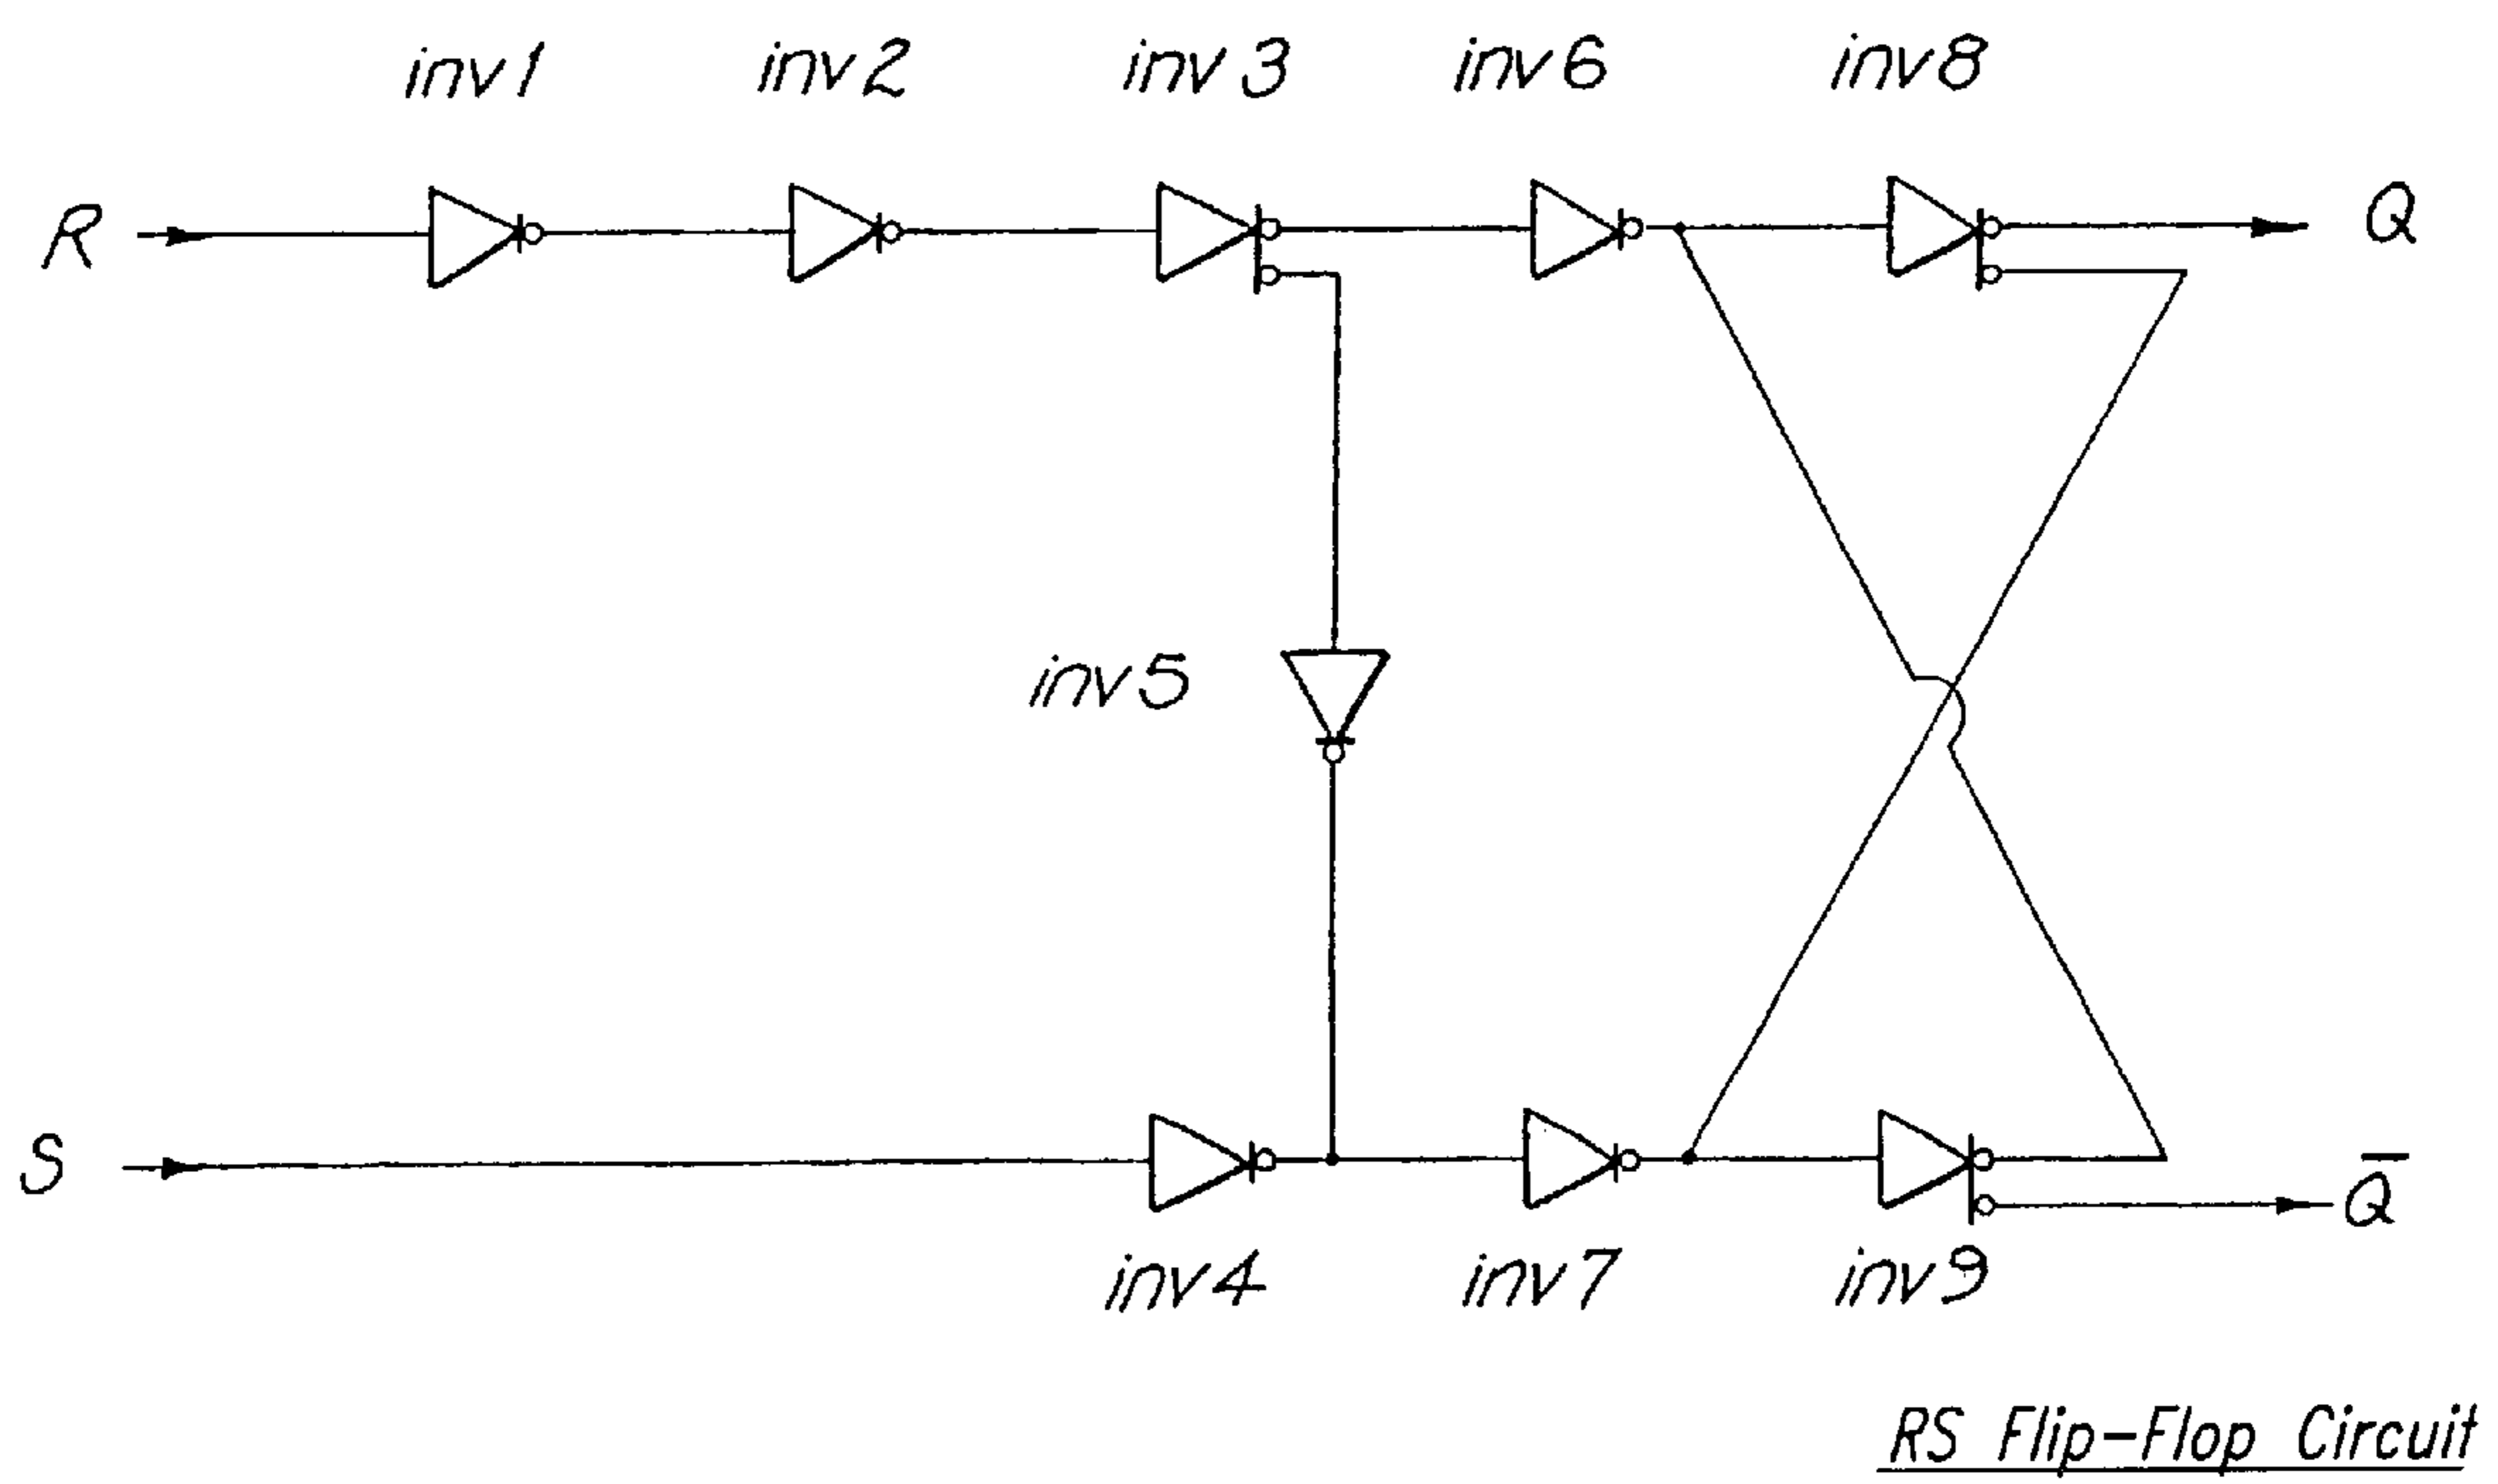 inv1 inv2 inv3 inv6 inv8
R Q
inv5
S Q̅
inv4 inv7 inv9
RS Flip-Flop Circuit